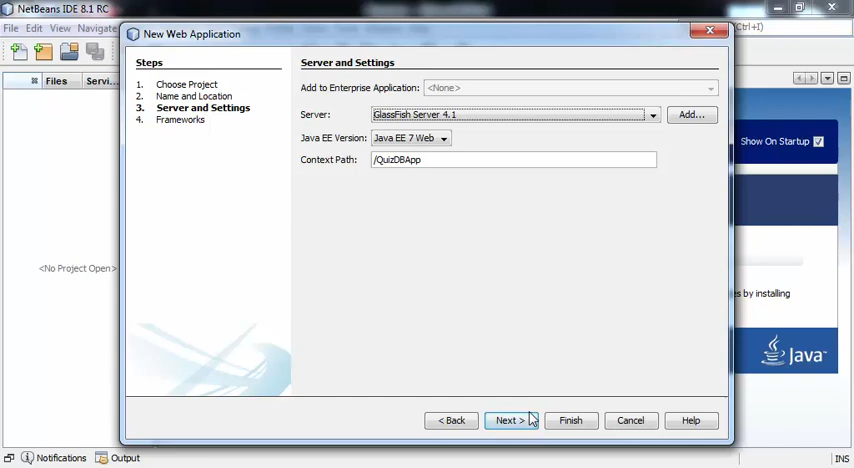 NetBeans IDE 8.1 RC
File Edit View Navigate
Ctrl+I)
Files Servi...
<No Project Open>
New Web Application
Steps
1. Choose Project
2. Name and Location
3. Server and Settings
4. Frameworks
Server and Settings
Add to Enterprise Application: <None>
Server: GlassFish Server 4.1 Add...
Java EE Version: Java EE 7 Web
Context Path: /QuizDBApp
< Back Next > Finish Cancel Help
Show On Startup
es by installing
Java™
Notifications Output
INS